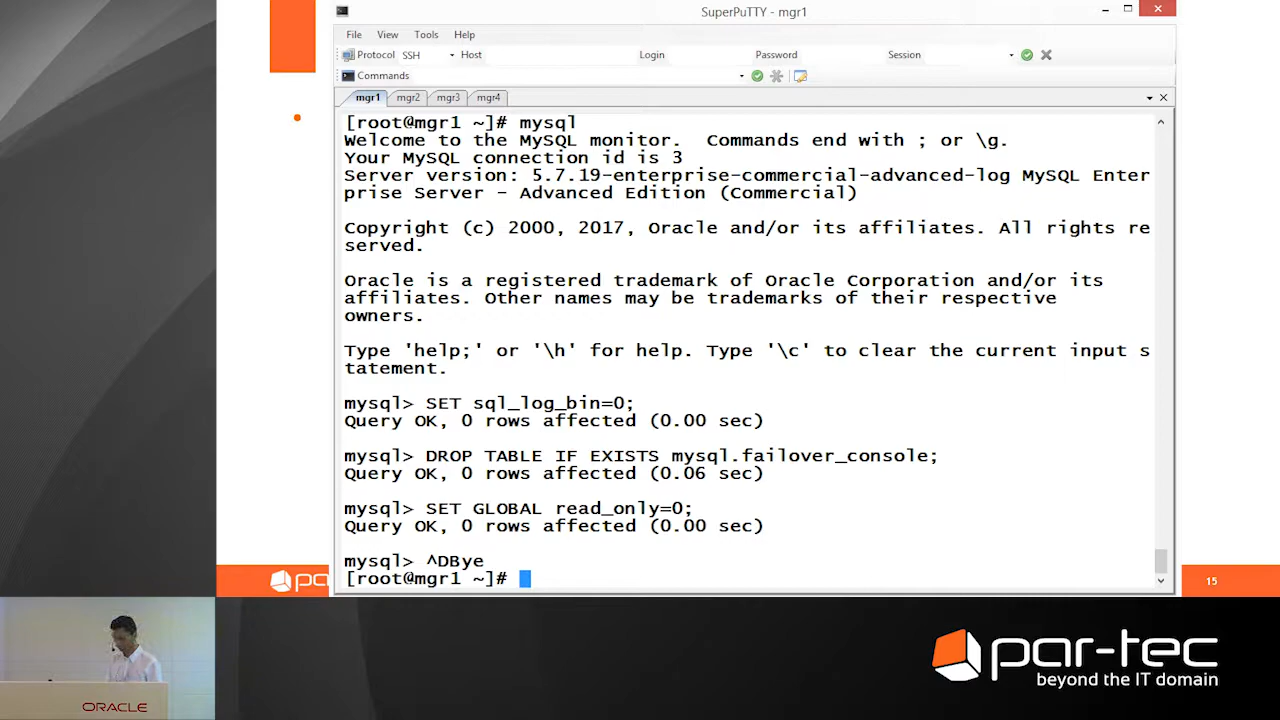 SuperPuTTY - mgr1
File View Tools Help
Protocol SSH Host Login Password Session
Commands
mgr1 mgr2 mgr3 mgr4
[root@mgr1 ~]# mysql
Welcome to the MySQL monitor.  Commands end with ; or \g.
Your MySQL connection id is 3
Server version: 5.7.19-enterprise-commercial-advanced-log MySQL Enter
prise Server - Advanced Edition (Commercial)
Copyright (c) 2000, 2017, Oracle and/or its affiliates. All rights re
served.
Oracle is a registered trademark of Oracle Corporation and/or its
affiliates. Other names may be trademarks of their respective
owners.
Type 'help;' or '\h' for help. Type '\c' to clear the current input s
tatement.
mysql> SET sql_log_bin=0;
Query OK, 0 rows affected (0.00 sec)
mysql> DROP TABLE IF EXISTS mysql.failover_console;
Query OK, 0 rows affected (0.06 sec)
mysql> SET GLOBAL read_only=0;
Query OK, 0 rows affected (0.00 sec)
mysql> ^DBye
[root@mgr1 ~]#
par 15
par-tec
beyond the IT domain
ORACLE